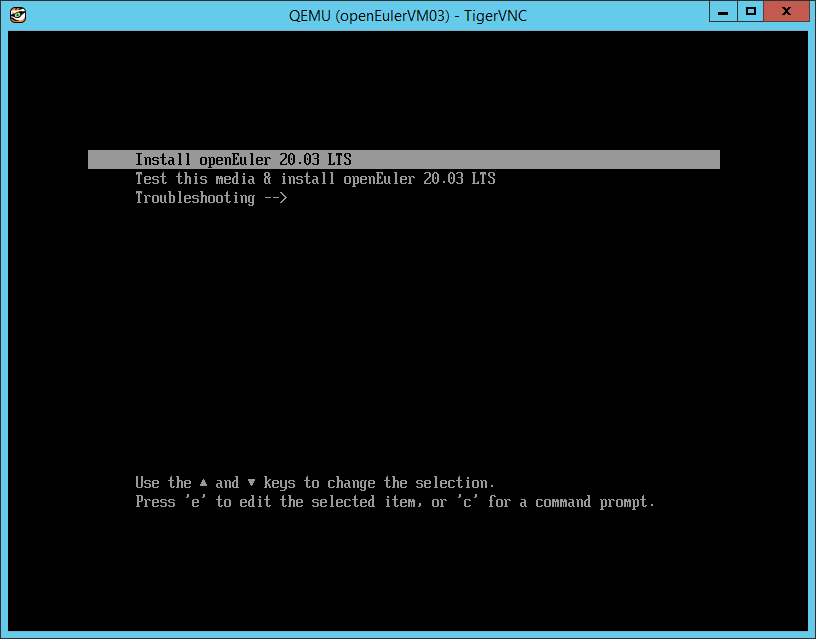 QEMU (openEulerVM03) - TigerVNC
Install openEuler 20.03 LTS
Test this media & install openEuler 20.03 LTS
Troubleshooting -->
Use the ▲ and ▼ keys to change the selection.
Press 'e' to edit the selected item, or 'c' for a command prompt.